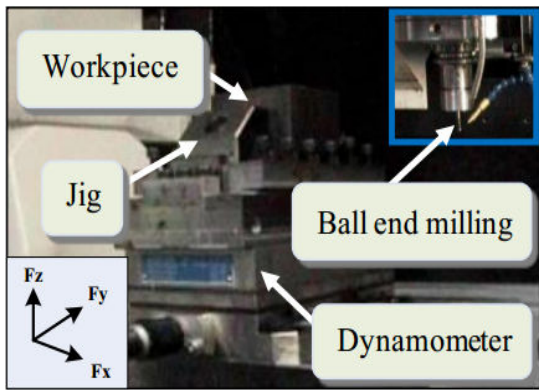 Workpiece
Jig
Ball end milling
Dynamometer
Fz
Fy
Fx